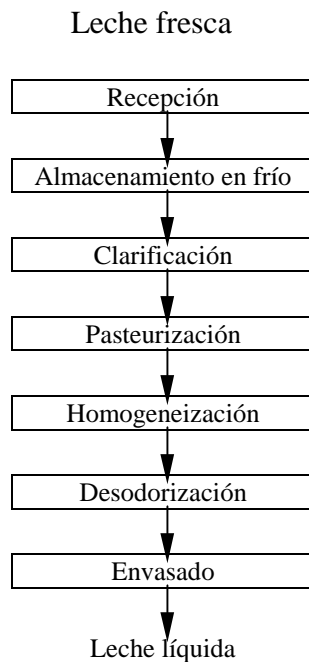 Leche fresca
Recepción
Almacenamiento en frío
Clarificación
Pasteurización
Homogeneización
Desodorización
Envasado
Leche líquida